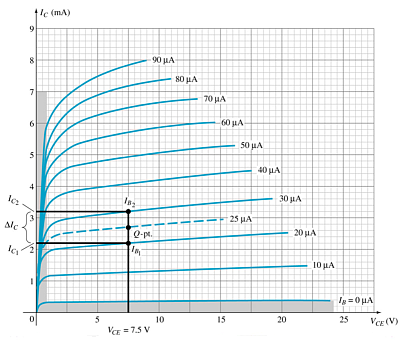 I_C (mA)
9
90 μA
8
80 μA
7
70 μA
6
60 μA
50 μA
5
40 μA
4
I_C2
I_B2
30 μA
3
ΔI_C
25 μA
Q-pt.
20 μA
I_C1
2
I_B1
10 μA
1
I_B = 0 μA
0
5
10
15
20
25
V_CE (V)
V_CE = 7.5 V